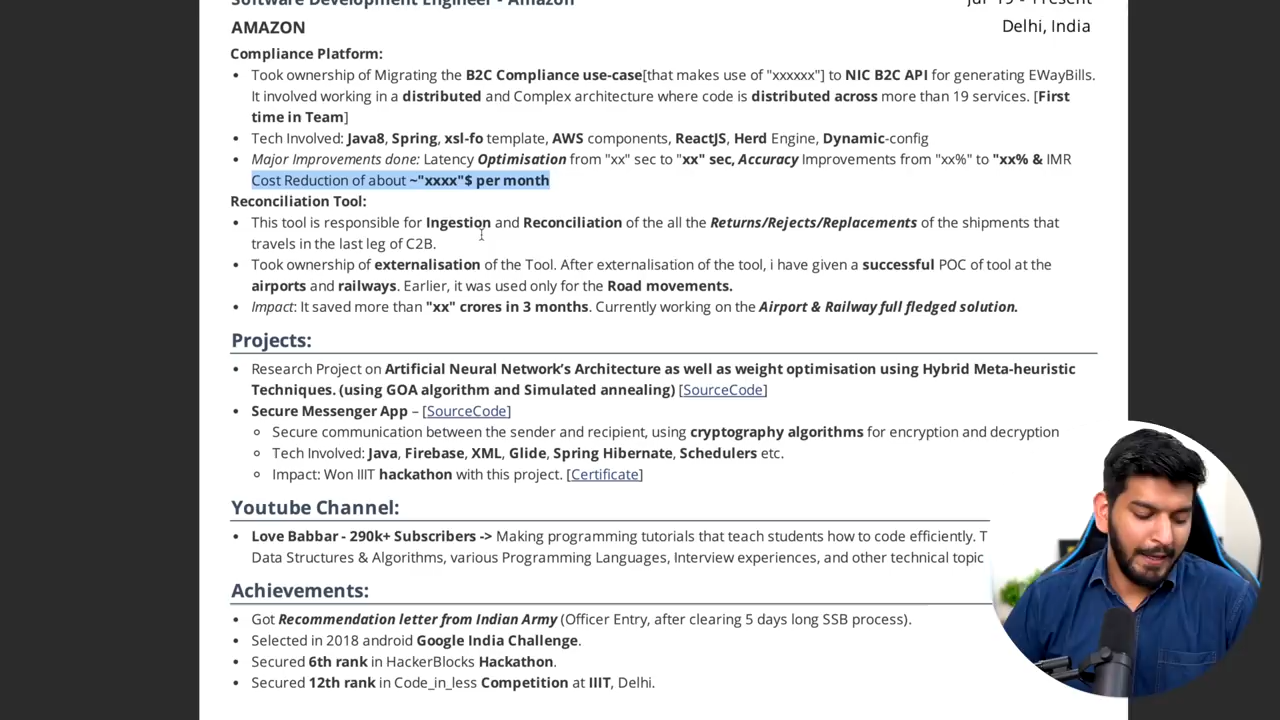 Software Development Engineer - Amazon
Jul 19 - Present
AMAZON
Delhi, India
Compliance Platform:
• Took ownership of Migrating the B2C Compliance use-case[that makes use of "xxxxxx"] to NIC B2C API for generating EWayBills.
It involved working in a distributed and Complex architecture where code is distributed across more than 19 services. [First
time in Team]
• Tech Involved: Java8, Spring, xsl-fo template, AWS components, ReactJS, Herd Engine, Dynamic-config
• Major Improvements done: Latency Optimisation from "xx" sec to "xx" sec, Accuracy Improvements from "xx%" to "xx% & IMR
Cost Reduction of about ~"xxxx"$ per month
Reconciliation Tool:
• This tool is responsible for Ingestion and Reconciliation of the all the Returns/Rejects/Replacements of the shipments that
travels in the last leg of C2B.
• Took ownership of externalisation of the Tool. After externalisation of the tool, i have given a successful POC of tool at the
airports and railways. Earlier, it was used only for the Road movements.
• Impact: It saved more than "xx" crores in 3 months. Currently working on the Airport & Railway full fledged solution.
Projects:
• Research Project on Artificial Neural Network's Architecture as well as weight optimisation using Hybrid Meta-heuristic
Techniques. (using GOA algorithm and Simulated annealing) [SourceCode]
• Secure Messenger App – [SourceCode]
○ Secure communication between the sender and recipient, using cryptography algorithms for encryption and decryption
○ Tech Involved: Java, Firebase, XML, Glide, Spring Hibernate, Schedulers etc.
○ Impact: Won IIIT hackathon with this project. [Certificate]
Youtube Channel:
• Love Babbar - 290k+ Subscribers -> Making programming tutorials that teach students how to code efficiently. T
Data Structures & Algorithms, various Programming Languages, Interview experiences, and other technical topic
Achievements:
• Got Recommendation letter from Indian Army (Officer Entry, after clearing 5 days long SSB process).
• Selected in 2018 android Google India Challenge.
• Secured 6th rank in HackerBlocks Hackathon.
• Secured 12th rank in Code_in_less Competition at IIIT, Delhi.